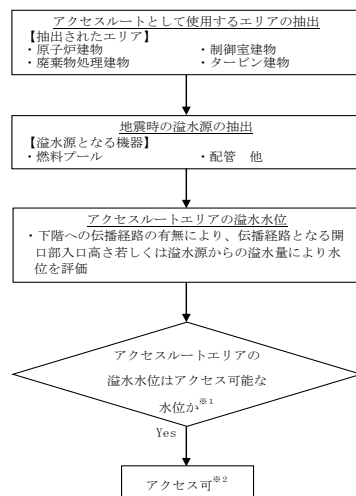 アクセスルートとして使用するエリアの抽出
【抽出されたエリア】
・原子炉建物 ・制御室建物
・廃棄物処理建物 ・タービン建物
地震時の溢水源の抽出
【溢水源となる機器】
・燃料プール ・配管 他
アクセスルートエリアの溢水水位
・下階への伝播経路の有無により、伝播経路となる開
口部入口高さ若しくは溢水源からの溢水量により水
位を評価
アクセスルートエリアの
溢水水位はアクセス可能な
水位か※1
Yes
アクセス可※2